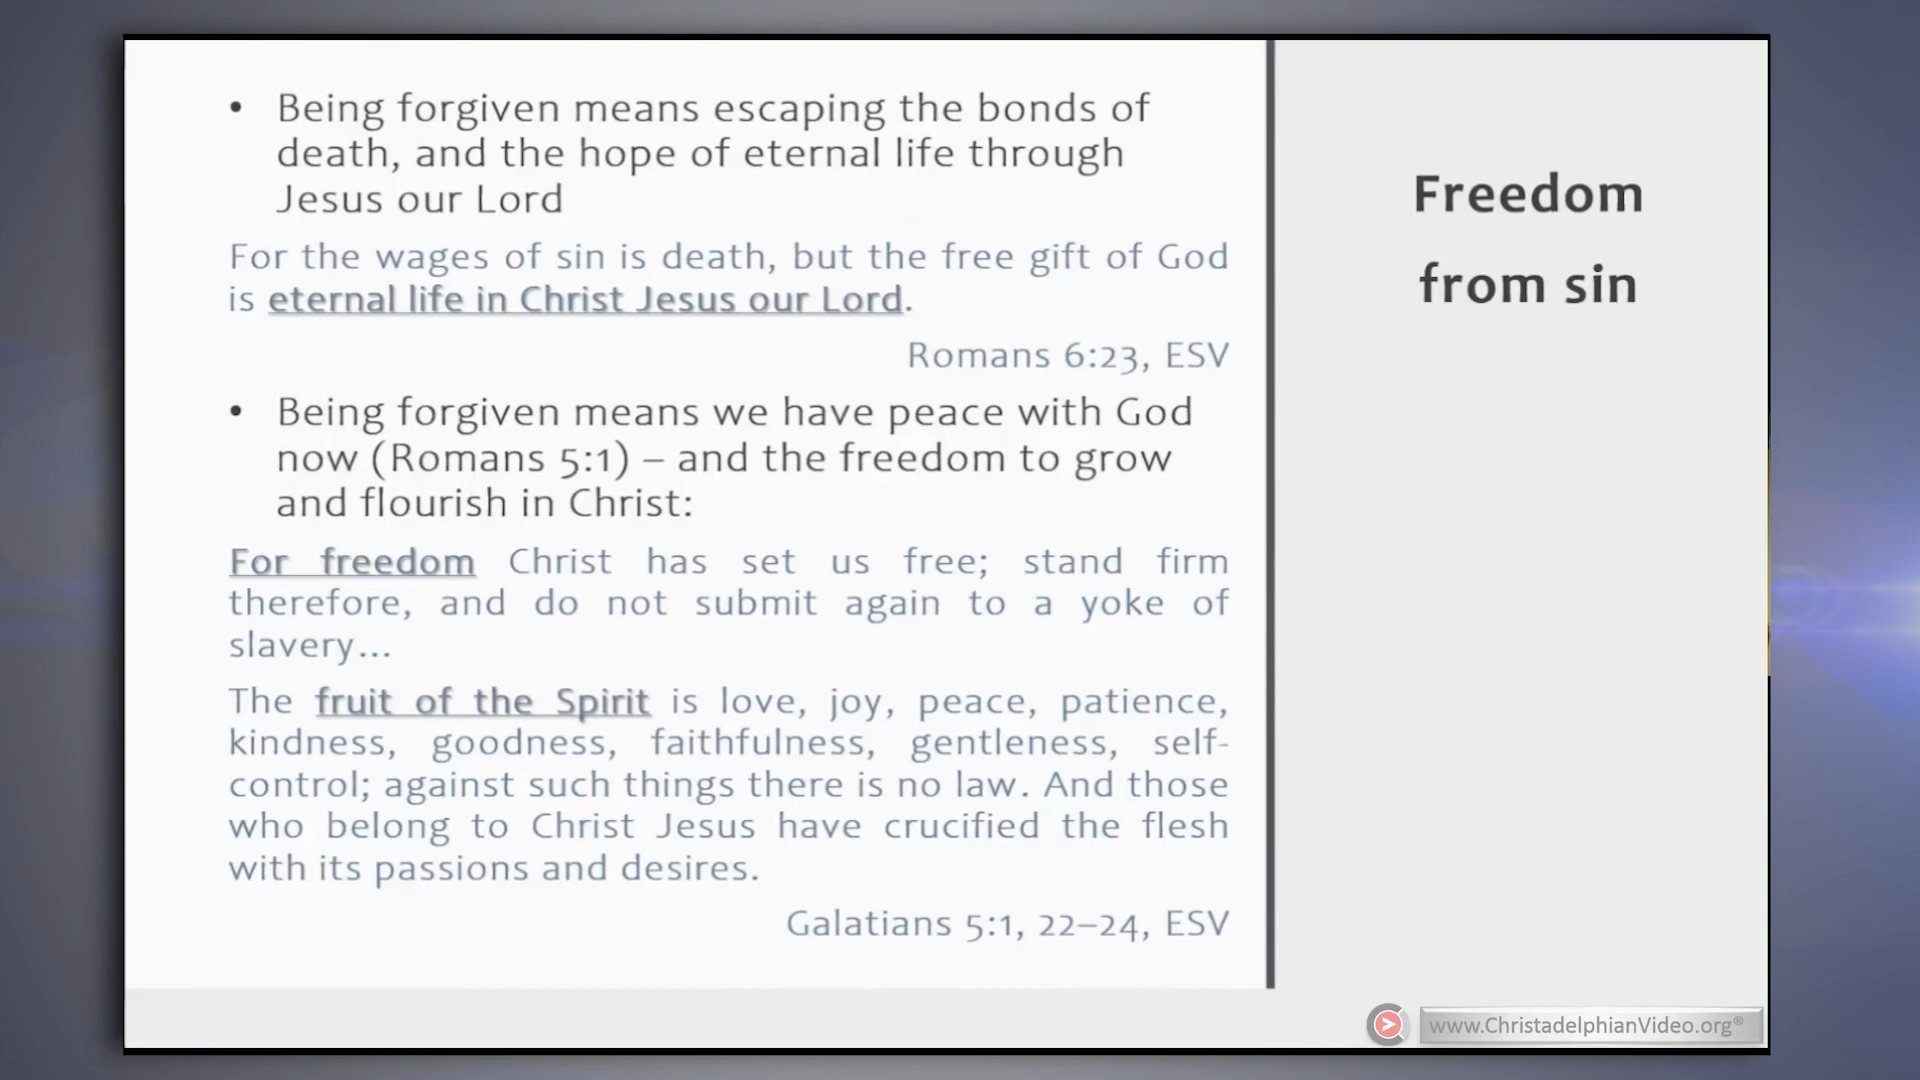 • Being forgiven means escaping the bonds of
death, and the hope of eternal life through
Jesus our Lord
For the wages of sin is death, but the free gift of God
is eternal life in Christ Jesus our Lord.
Romans 6:23, ESV
• Being forgiven means we have peace with God
now (Romans 5:1) – and the freedom to grow
and flourish in Christ:
For freedom Christ has set us free; stand firm
therefore, and do not submit again to a yoke of
slavery...
The fruit of the Spirit is love, joy, peace, patience,
kindness, goodness, faithfulness, gentleness, self-
control; against such things there is no law. And those
who belong to Christ Jesus have crucified the flesh
with its passions and desires.
Galatians 5:1, 22–24, ESV
Freedom
from sin
www.ChristadelphianVideo.org®